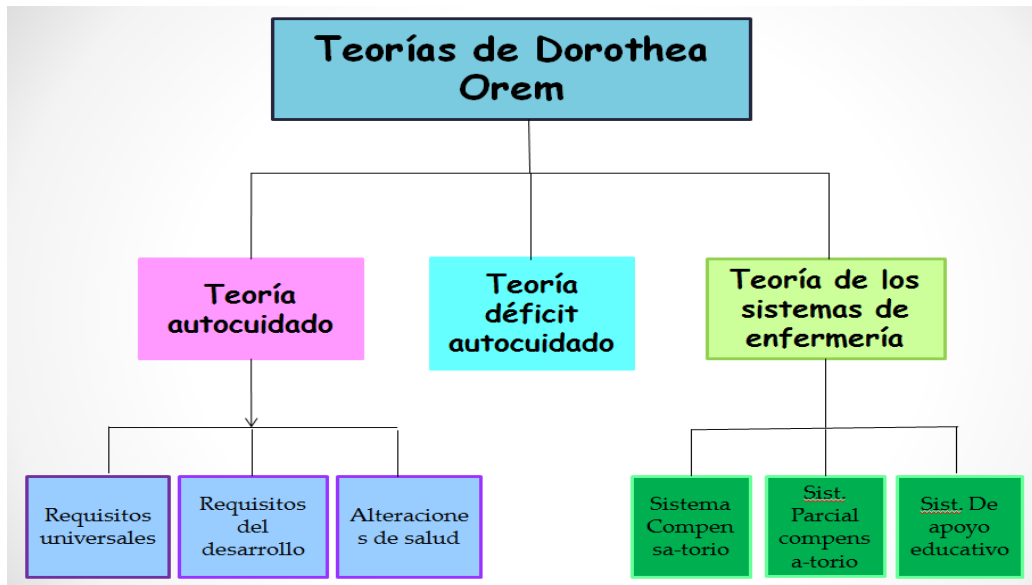 Teorías de Dorothea
Orem
Teoría
autocuidado
Teoría
déficit
autocuidado
Teoría de los
sistemas de
enfermería
Requisitos
universales
Requisitos
del
desarrollo
Alteracione
s de salud
Sistema
Compen
sa-torio
Sist.
Parcial
compens
a-torio
Sist. De
apoyo
educativo